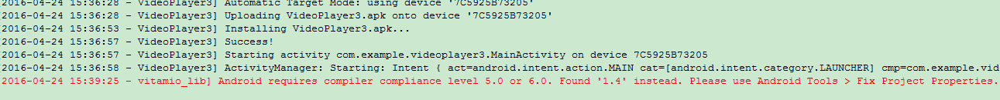 [2016-04-24 15:36:28 - VideoPlayer3] Automatic Target Mode: using device '7C5925B73205'
[2016-04-24 15:36:28 - VideoPlayer3] Uploading VideoPlayer3.apk onto device '7C5925B73205'
[2016-04-24 15:36:53 - VideoPlayer3] Installing VideoPlayer3.apk...
[2016-04-24 15:36:57 - VideoPlayer3] Success!
[2016-04-24 15:36:57 - VideoPlayer3] Starting activity com.example.videoplayer3.MainActivity on device 7C5925B73205
[2016-04-24 15:36:58 - VideoPlayer3] ActivityManager: Starting: Intent { act=android.intent.action.MAIN cat=[android.intent.category.LAUNCHER] cmp=com.example.vid
[2016-04-24 15:39:25 - vitamio_lib] Android requires compiler compliance level 5.0 or 6.0. Found '1.4' instead. Please use Android Tools > Fix Project Properties.